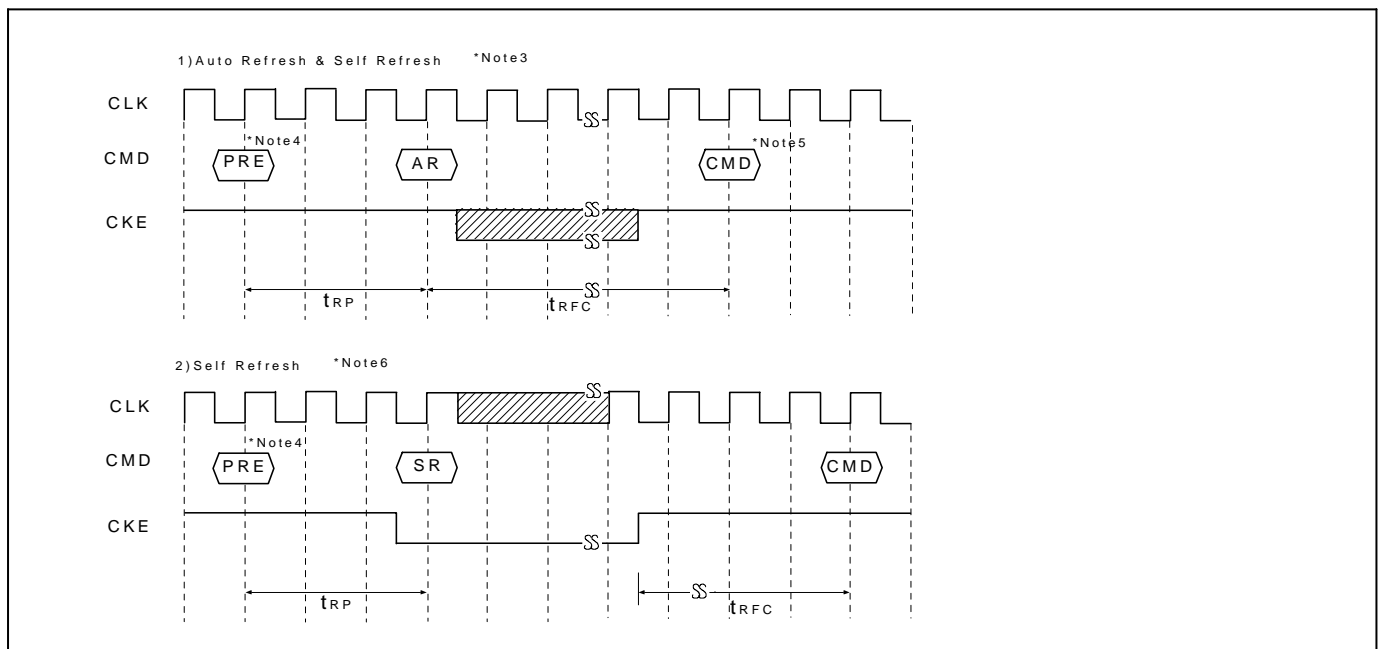 1)Auto Refresh & Self Refresh *Note3
CLK
*Note4
*Note5
CMD PRE AR CMD
CKE
tRP tRFC
2)Self Refresh *Note6
CLK
*Note4
CMD PRE SR CMD
CKE
tRP tRFC